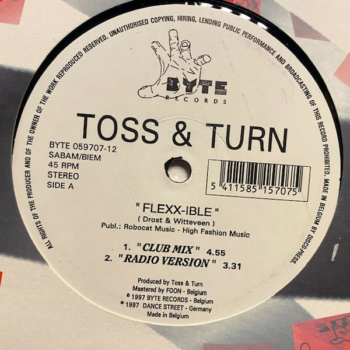 ALL RIGHTS OF THE PRODUCER AND OF THE OWNER OF THE WORK REPRODUCED RESERVED. UNAUTHORISED COPYING, HIRING, LENDING PUBLIC PERFORMANCE AND BROADCASTING OF THIS RECORD PROHIBITED. MADE IN BELGIUM BY DISCO-PRESS.
BYTE
RECORDS
TOSS & TURN
BYTE 059707-12
SABAM/BIEM
45 RPM
STEREO
SIDE A
5 411585 157075
"FLEXX-IBLE"
( Drost & Witteveen )
Publ.: Robocat Music - High Fashion Music
1. "CLUB MIX" 4.55
2. "RADIO VERSION" 3.31
Produced by Toss & Turn
Mastered by FOON - Belgium
℗ 1997 BYTE RECORDS - Belgium
© 1997 DANCE STREET - Germany
Made in Belgium